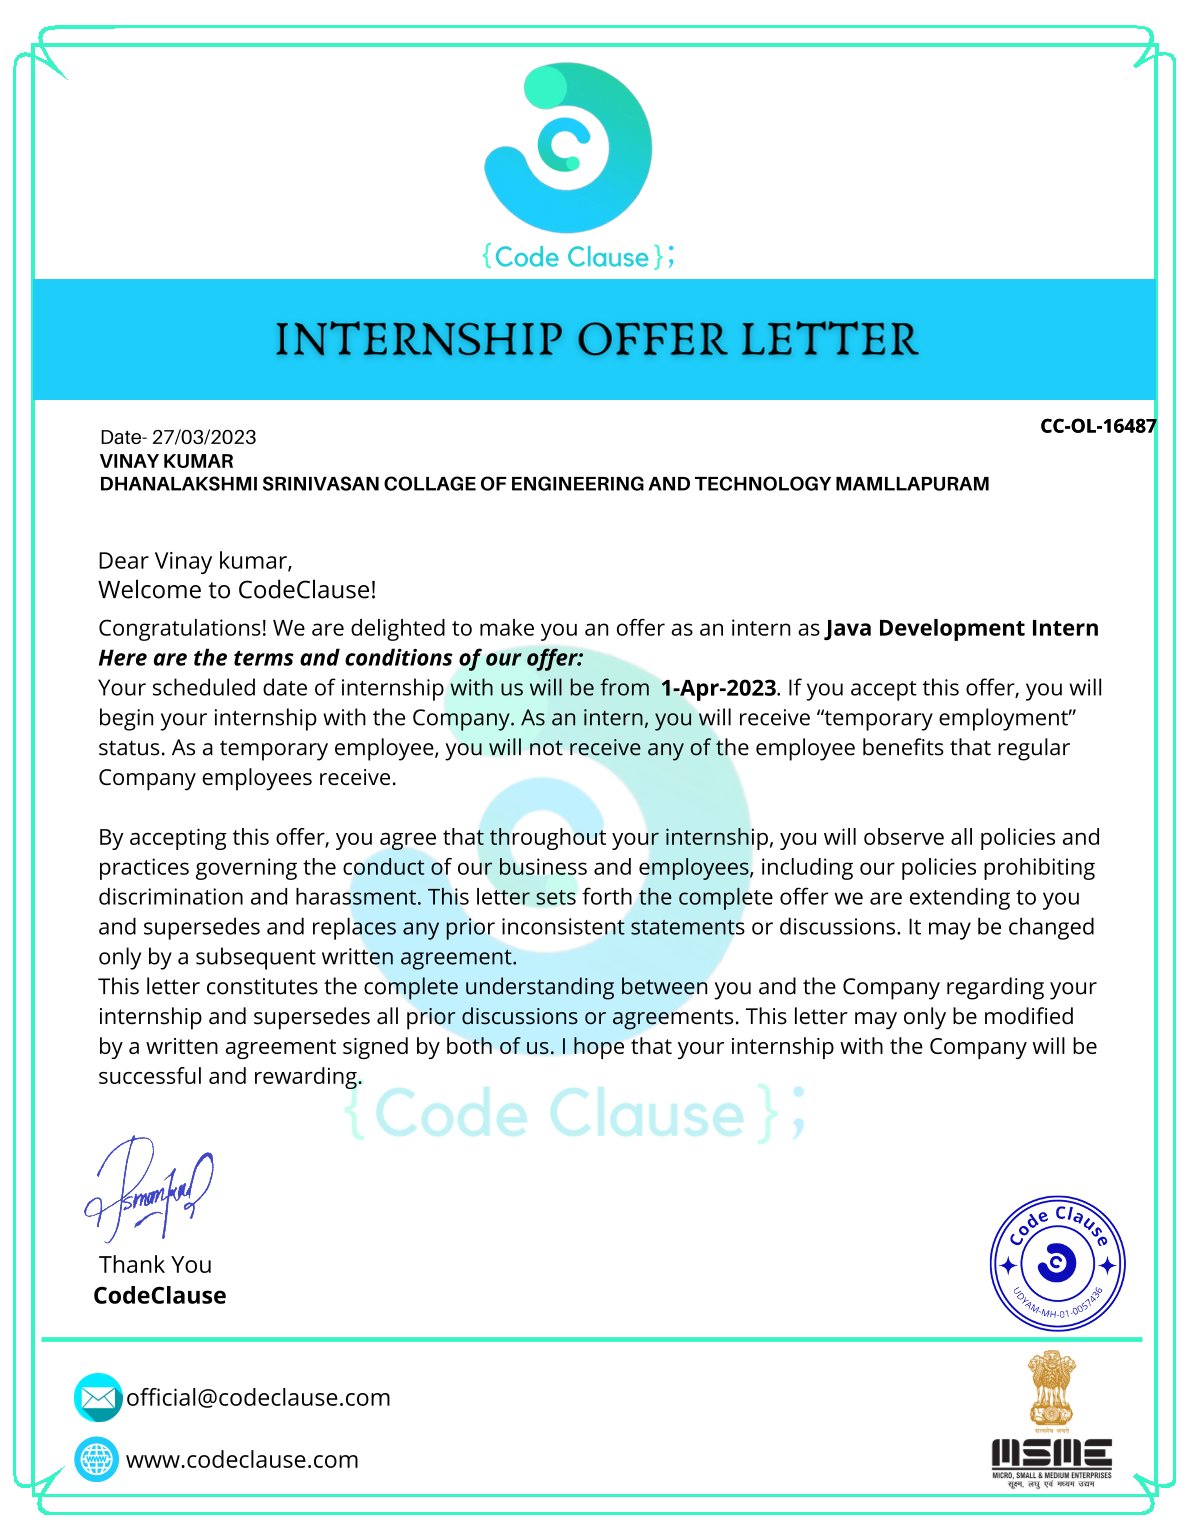 {Code Clause};
INTERNSHIP OFFER LETTER
CC-OL-16487
Date- 27/03/2023
VINAY KUMAR
DHANALAKSHMI SRINIVASAN COLLAGE OF ENGINEERING AND TECHNOLOGY MAMLLAPURAM
Dear Vinay kumar,
Welcome to CodeClause!
Congratulations! We are delighted to make you an offer as an intern as Java Development Intern
Here are the terms and conditions of our offer:
Your scheduled date of internship with us will be from 1-Apr-2023. If you accept this offer, you will
begin your internship with the Company. As an intern, you will receive “temporary employment”
status. As a temporary employee, you will not receive any of the employee benefits that regular
Company employees receive.
By accepting this offer, you agree that throughout your internship, you will observe all policies and
practices governing the conduct of our business and employees, including our policies prohibiting
discrimination and harassment. This letter sets forth the complete offer we are extending to you
and supersedes and replaces any prior inconsistent statements or discussions. It may be changed
only by a subsequent written agreement.
This letter constitutes the complete understanding between you and the Company regarding your
internship and supersedes all prior discussions or agreements. This letter may only be modified
by a written agreement signed by both of us. I hope that your internship with the Company will be
successful and rewarding.
{Code Clause};
Thank You
CodeClause
Code Clause
UDYAM-MH-01-0057436
official@codeclause.com
www.codeclause.com
सत्यमेव जयते
MSME
MICRO, SMALL & MEDIUM ENTERPRISES
सूक्ष्म, लघु एवं मध्यम उद्यम